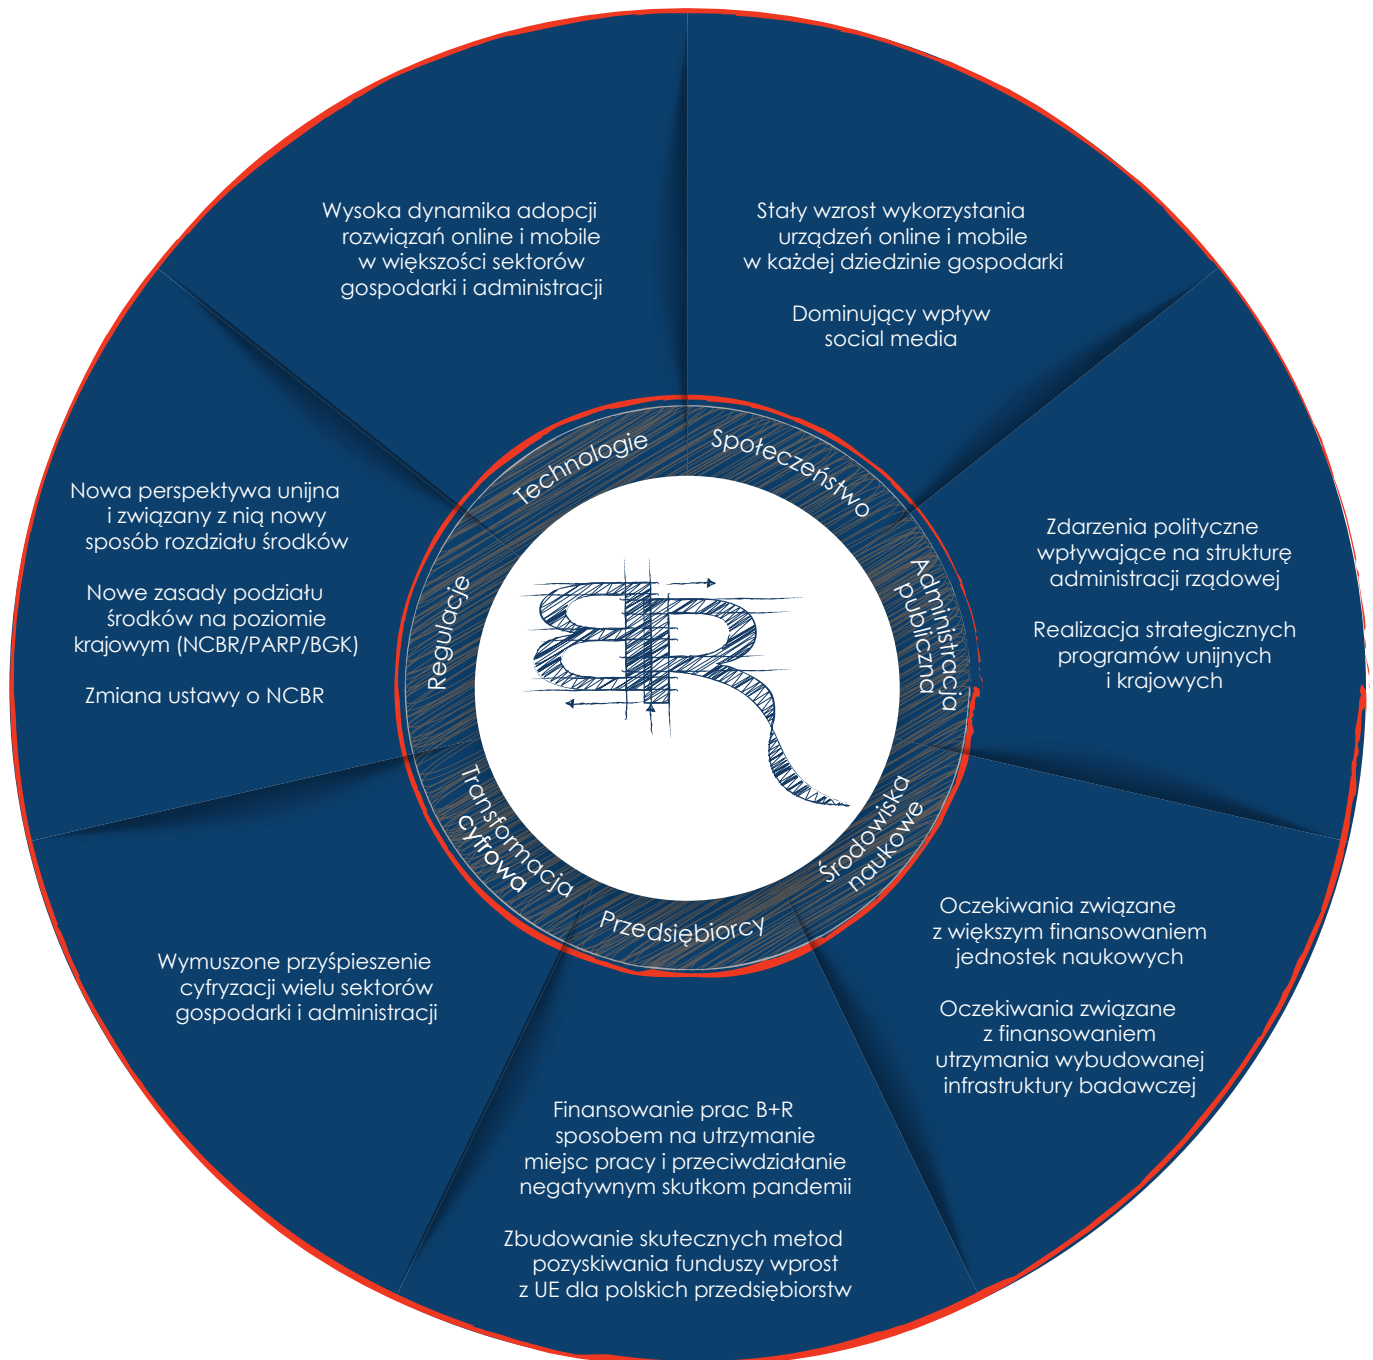 Wysoka dynamika adopcji
rozwiązań online i mobile
w większości sektorów
gospodarki i administracji
Stały wzrost wykorzystania
urządzeń online i mobile
w każdej dziedzinie gospodarki
Dominujący wpływ
social media
Zdarzenia polityczne
wpływające na strukturę
administracji rządowej
Realizacja strategicznych
programów unijnych
i krajowych
Oczekiwania związane
z większym finansowaniem
jednostek naukowych
Oczekiwania związane
z finansowaniem
utrzymania wybudowanej
infrastruktury badawczej
Finansowanie prac B+R
sposobem na utrzymanie
miejsc pracy i przeciwdziałanie
negatywnym skutkom pandemii
Zbudowanie skutecznych metod
pozyskiwania funduszy wprost
z UE dla polskich przedsiębiorstw
Wymuszone przyśpieszenie
cyfryzacji wielu sektorów
gospodarki i administracji
Nowa perspektywa unijna
i związany z nią nowy
sposób rozdziału środków
Nowe zasady podziału
środków na poziomie
krajowym (NCBR/PARP/BGK)
Zmiana ustawy o NCBR
Technologie
Społeczeństwo
Administracja
publiczna
Środowiska
naukowe
Przedsiębiorcy
Transformacja
cyfrowa
Regulacje